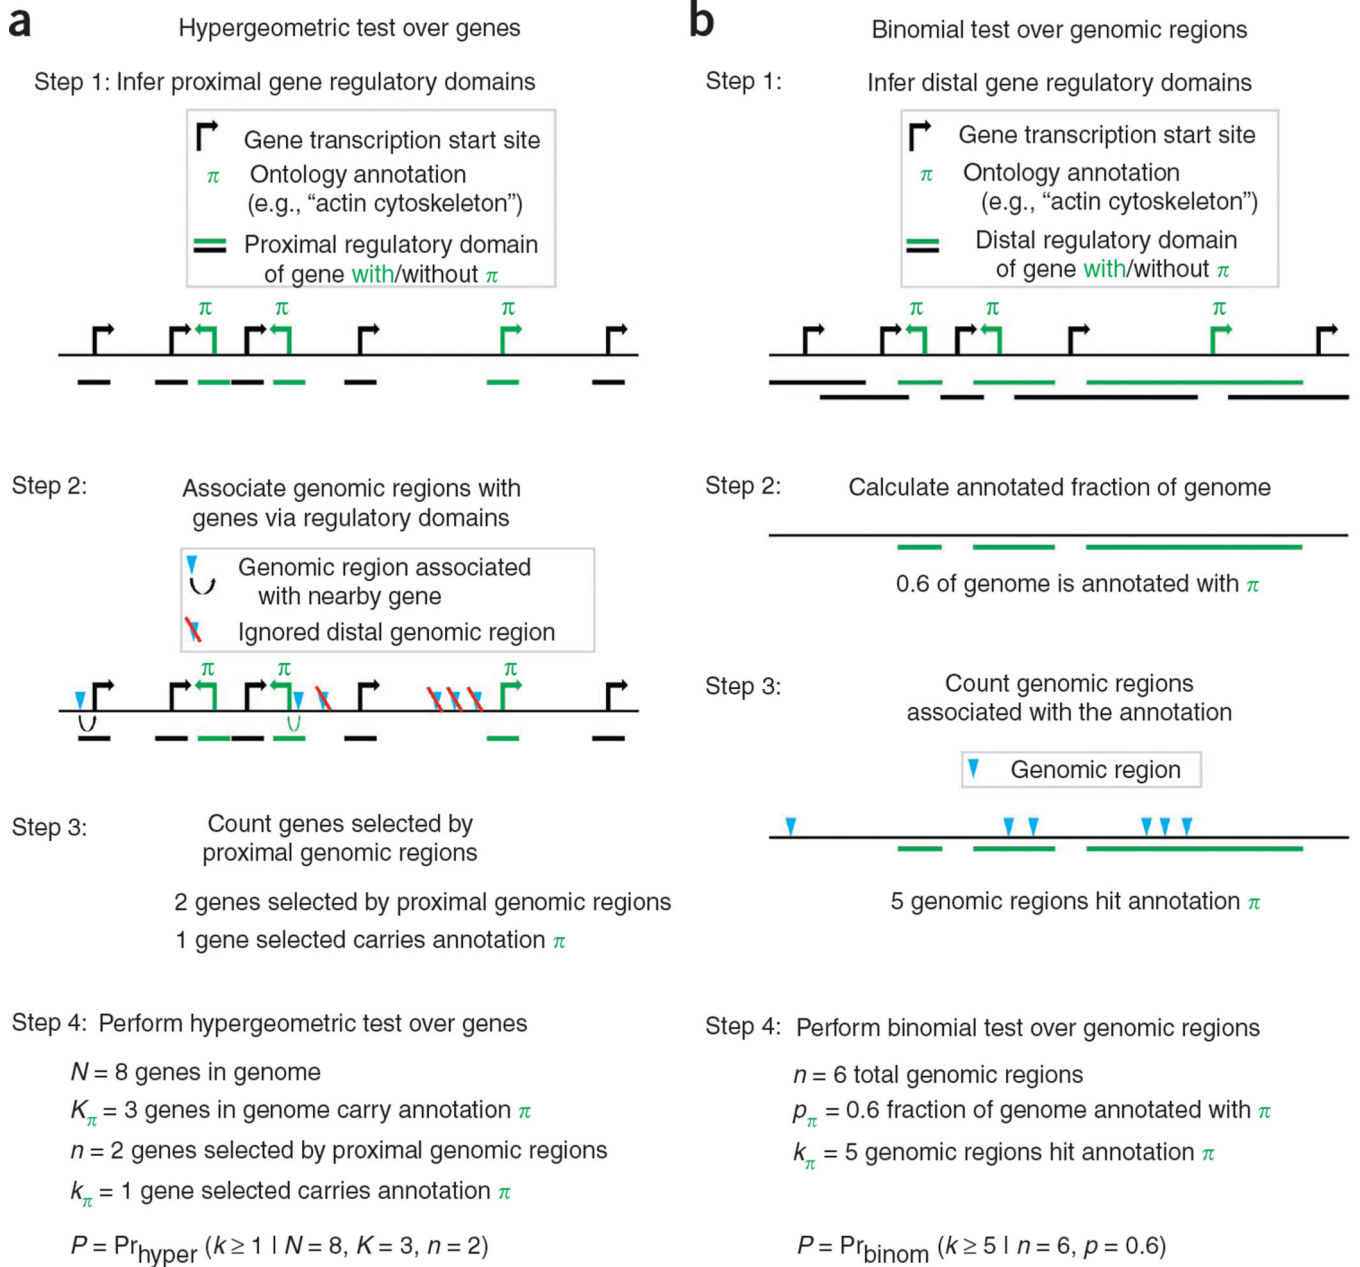 a
Hypergeometric test over genes
Step 1: Infer proximal gene regulatory domains
Gene transcription start site
π Ontology annotation
(e.g., “actin cytoskeleton”)
Proximal regulatory domain
of gene with/without π
π π π
Step 2: Associate genomic regions with
genes via regulatory domains
Genomic region associated
with nearby gene
Ignored distal genomic region
π π π
Step 3: Count genes selected by
proximal genomic regions
2 genes selected by proximal genomic regions
1 gene selected carries annotation π
Step 4: Perform hypergeometric test over genes
N = 8 genes in genome
Kπ = 3 genes in genome carry annotation π
n = 2 genes selected by proximal genomic regions
kπ = 1 gene selected carries annotation π
P = Pr hyper (k ≥ 1 | N = 8, K = 3, n = 2)
b
Binomial test over genomic regions
Step 1: Infer distal gene regulatory domains
Gene transcription start site
π Ontology annotation
(e.g., “actin cytoskeleton”)
Distal regulatory domain
of gene with/without π
π π π
Step 2: Calculate annotated fraction of genome
0.6 of genome is annotated with π
Step 3: Count genomic regions
associated with the annotation
Genomic region
5 genomic regions hit annotation π
Step 4: Perform binomial test over genomic regions
n = 6 total genomic regions
pπ = 0.6 fraction of genome annotated with π
kπ = 5 genomic regions hit annotation π
P = Pr binom (k ≥ 5 | n = 6, p = 0.6)